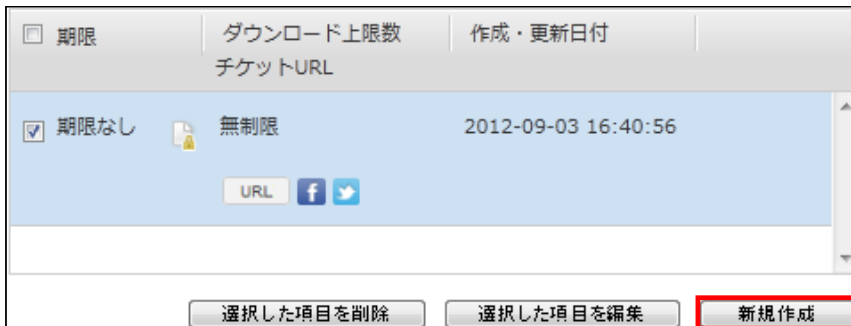 期限 ダウンロード上限数 作成・更新日付
チケットURL
期限なし 無制限 2012-09-03 16:40:56
URL
選択した項目を削除 選択した項目を編集 新規作成